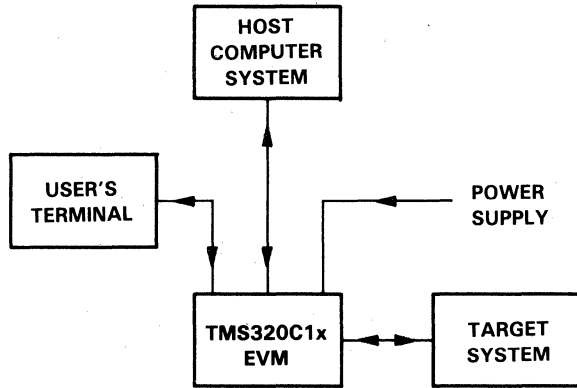 HOST
COMPUTER
SYSTEM
USER'S
TERMINAL
POWER
SUPPLY
TMS320C1x
EVM
TARGET
SYSTEM